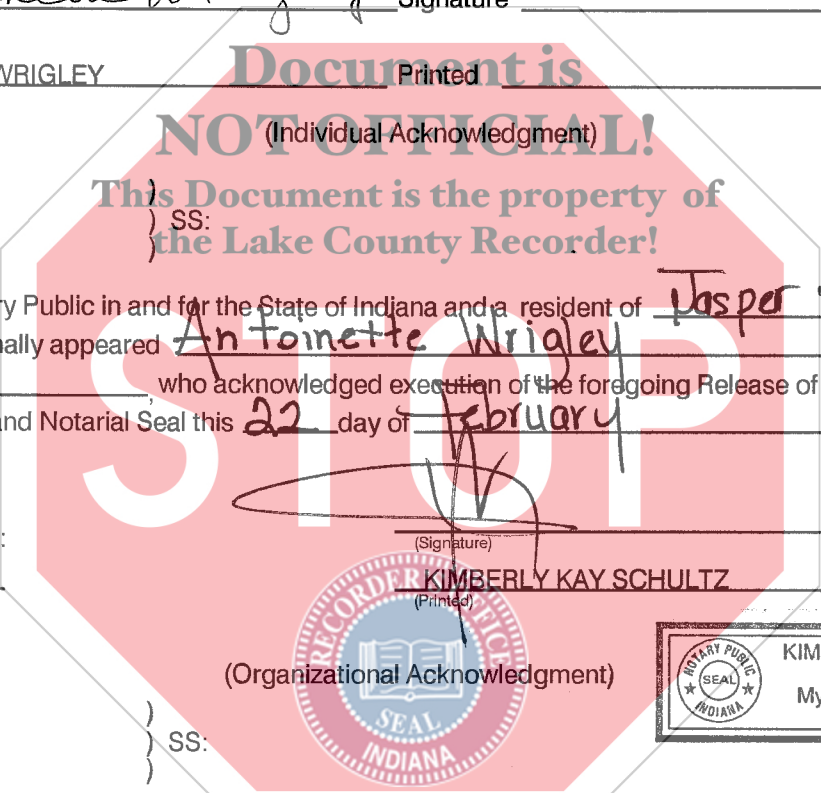 Signature
WRIGLEY Printed
Document is
NOT OFFICIAL!
(Individual Acknowledgment)
This Document is the property of
the Lake County Recorder!
) SS:
Public in and for the State of Indiana and a resident of Jasper
appeared Antoinette Wrigley
, who acknowledged execution of the foregoing Release of
and Notarial Seal this 22 day of February
STOP
(Signature)
KIMBERLY KAY SCHULTZ
(Printed)
RECORDER'S OFFICE
SEAL
INDIANA
(Organizational Acknowledgment)
NOTARY PUBLIC
SEAL
INDIANA
KIM
My
) SS: